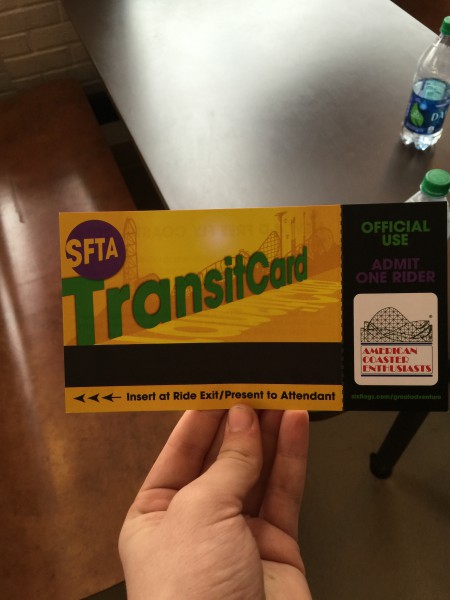 SFTA
TransitCard
Insert at Ride Exit/Present to Attendant
OFFICIAL
USE
ADMIT
ONE RIDER
AMERICAN
COASTER
ENTHUSIASTS